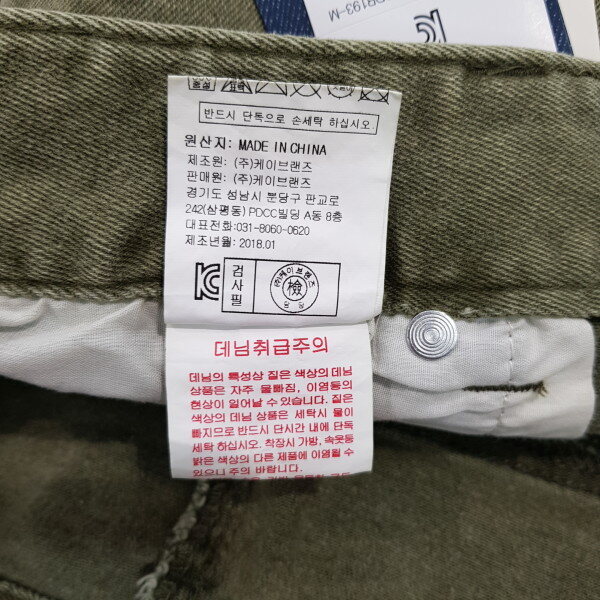 DR193-M
반드시 단독으로 손세탁 하십시오.
원산지: MADE IN CHINA
제조원: (주)케이브랜즈
판매원: (주)케이브랜즈
경기도 성남시 분당구 판교로
242(삼평동) PDCC빌딩 A동 8층
대표전화:031-8060-0620
제조년월: 2018.01
검
사
필
(주)케이브랜즈
檢
데님취급주의
데님의 특성상 짙은 색상의 데님
상품은 자주 물빠짐, 이염등의
현상이 일어날 수 있습니다. 짙은
색상의 데님 상품은 세탁시 물이
빠지므로 반드시 단시간 내에 단독
세탁 하십시오. 착장시 가방, 속옷등
밝은 색상의 다른 제품에 이염될 수
있으니 주의 바랍니다.